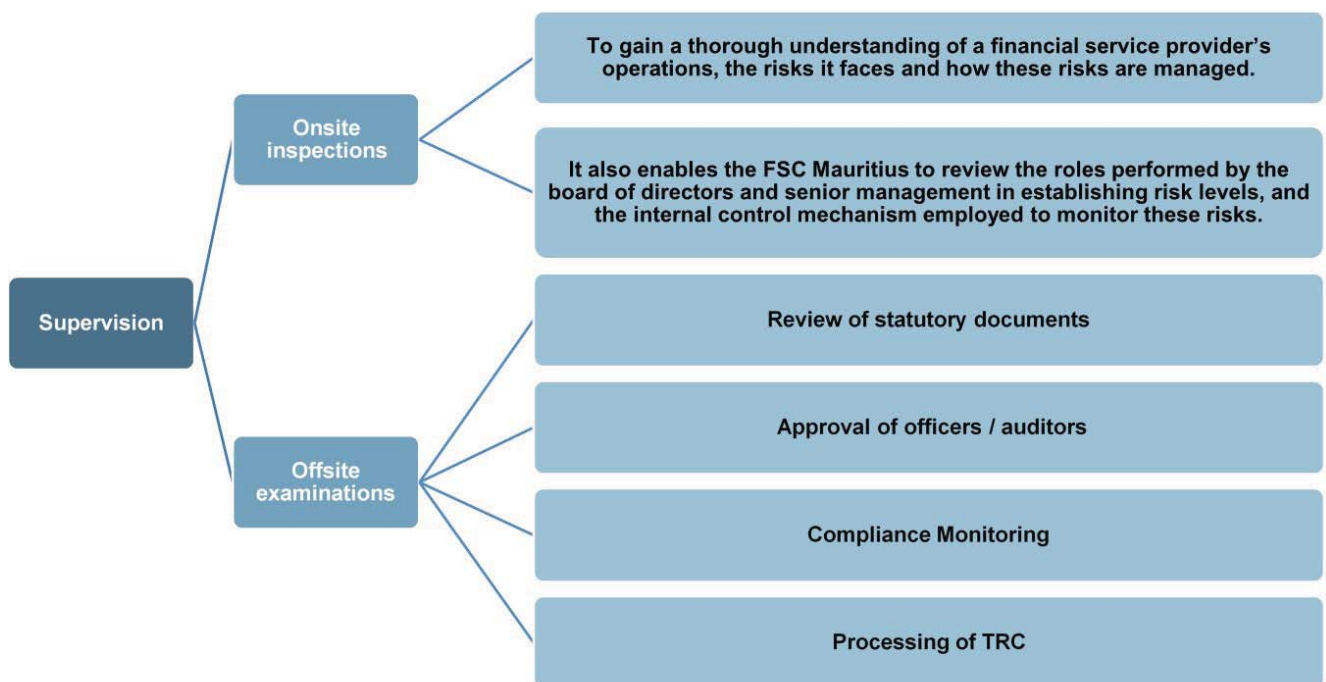 Supervision
Onsite
inspections
To gain a thorough understanding of a financial service provider’s
operations, the risks it faces and how these risks are managed.
It also enables the FSC Mauritius to review the roles performed by the
board of directors and senior management in establishing risk levels, and
the internal control mechanism employed to monitor these risks.
Offsite
examinations
Review of statutory documents
Approval of officers / auditors
Compliance Monitoring
Processing of TRC